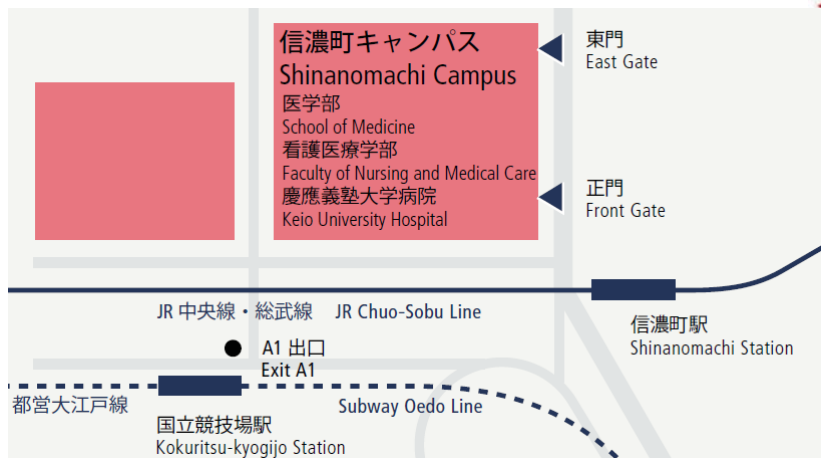 信濃町キャンパス
Shinanomachi Campus
医学部
School of Medicine
看護医療学部
Faculty of Nursing and Medical Care
慶應義塾大学病院
Keio University Hospital
東門
East Gate
正門
Front Gate
JR 中央線・総武線 JR Chuo-Sobu Line
信濃町駅
Shinanomachi Station
A1 出口
Exit A1
都営大江戸線
Subway Oedo Line
国立競技場駅
Kokuritsu-kyogijo Station